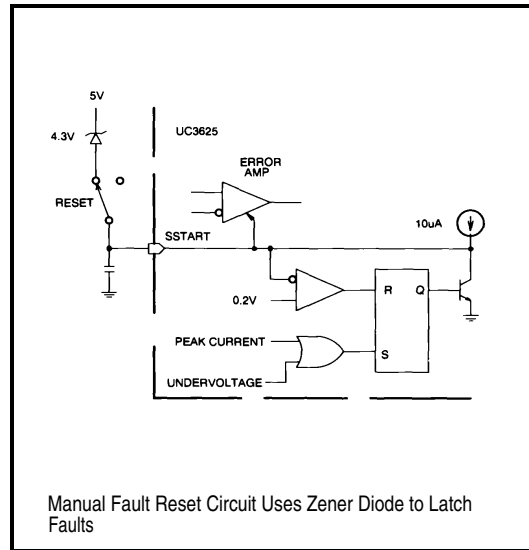 5V
4.3V
UC3625
ERROR
AMP
RESET
10uA
SSTART
0.2V
R
Q
PEAK CURRENT
S
UNDERVOLTAGE
Manual Fault Reset Circuit Uses Zener Diode to Latch
Faults